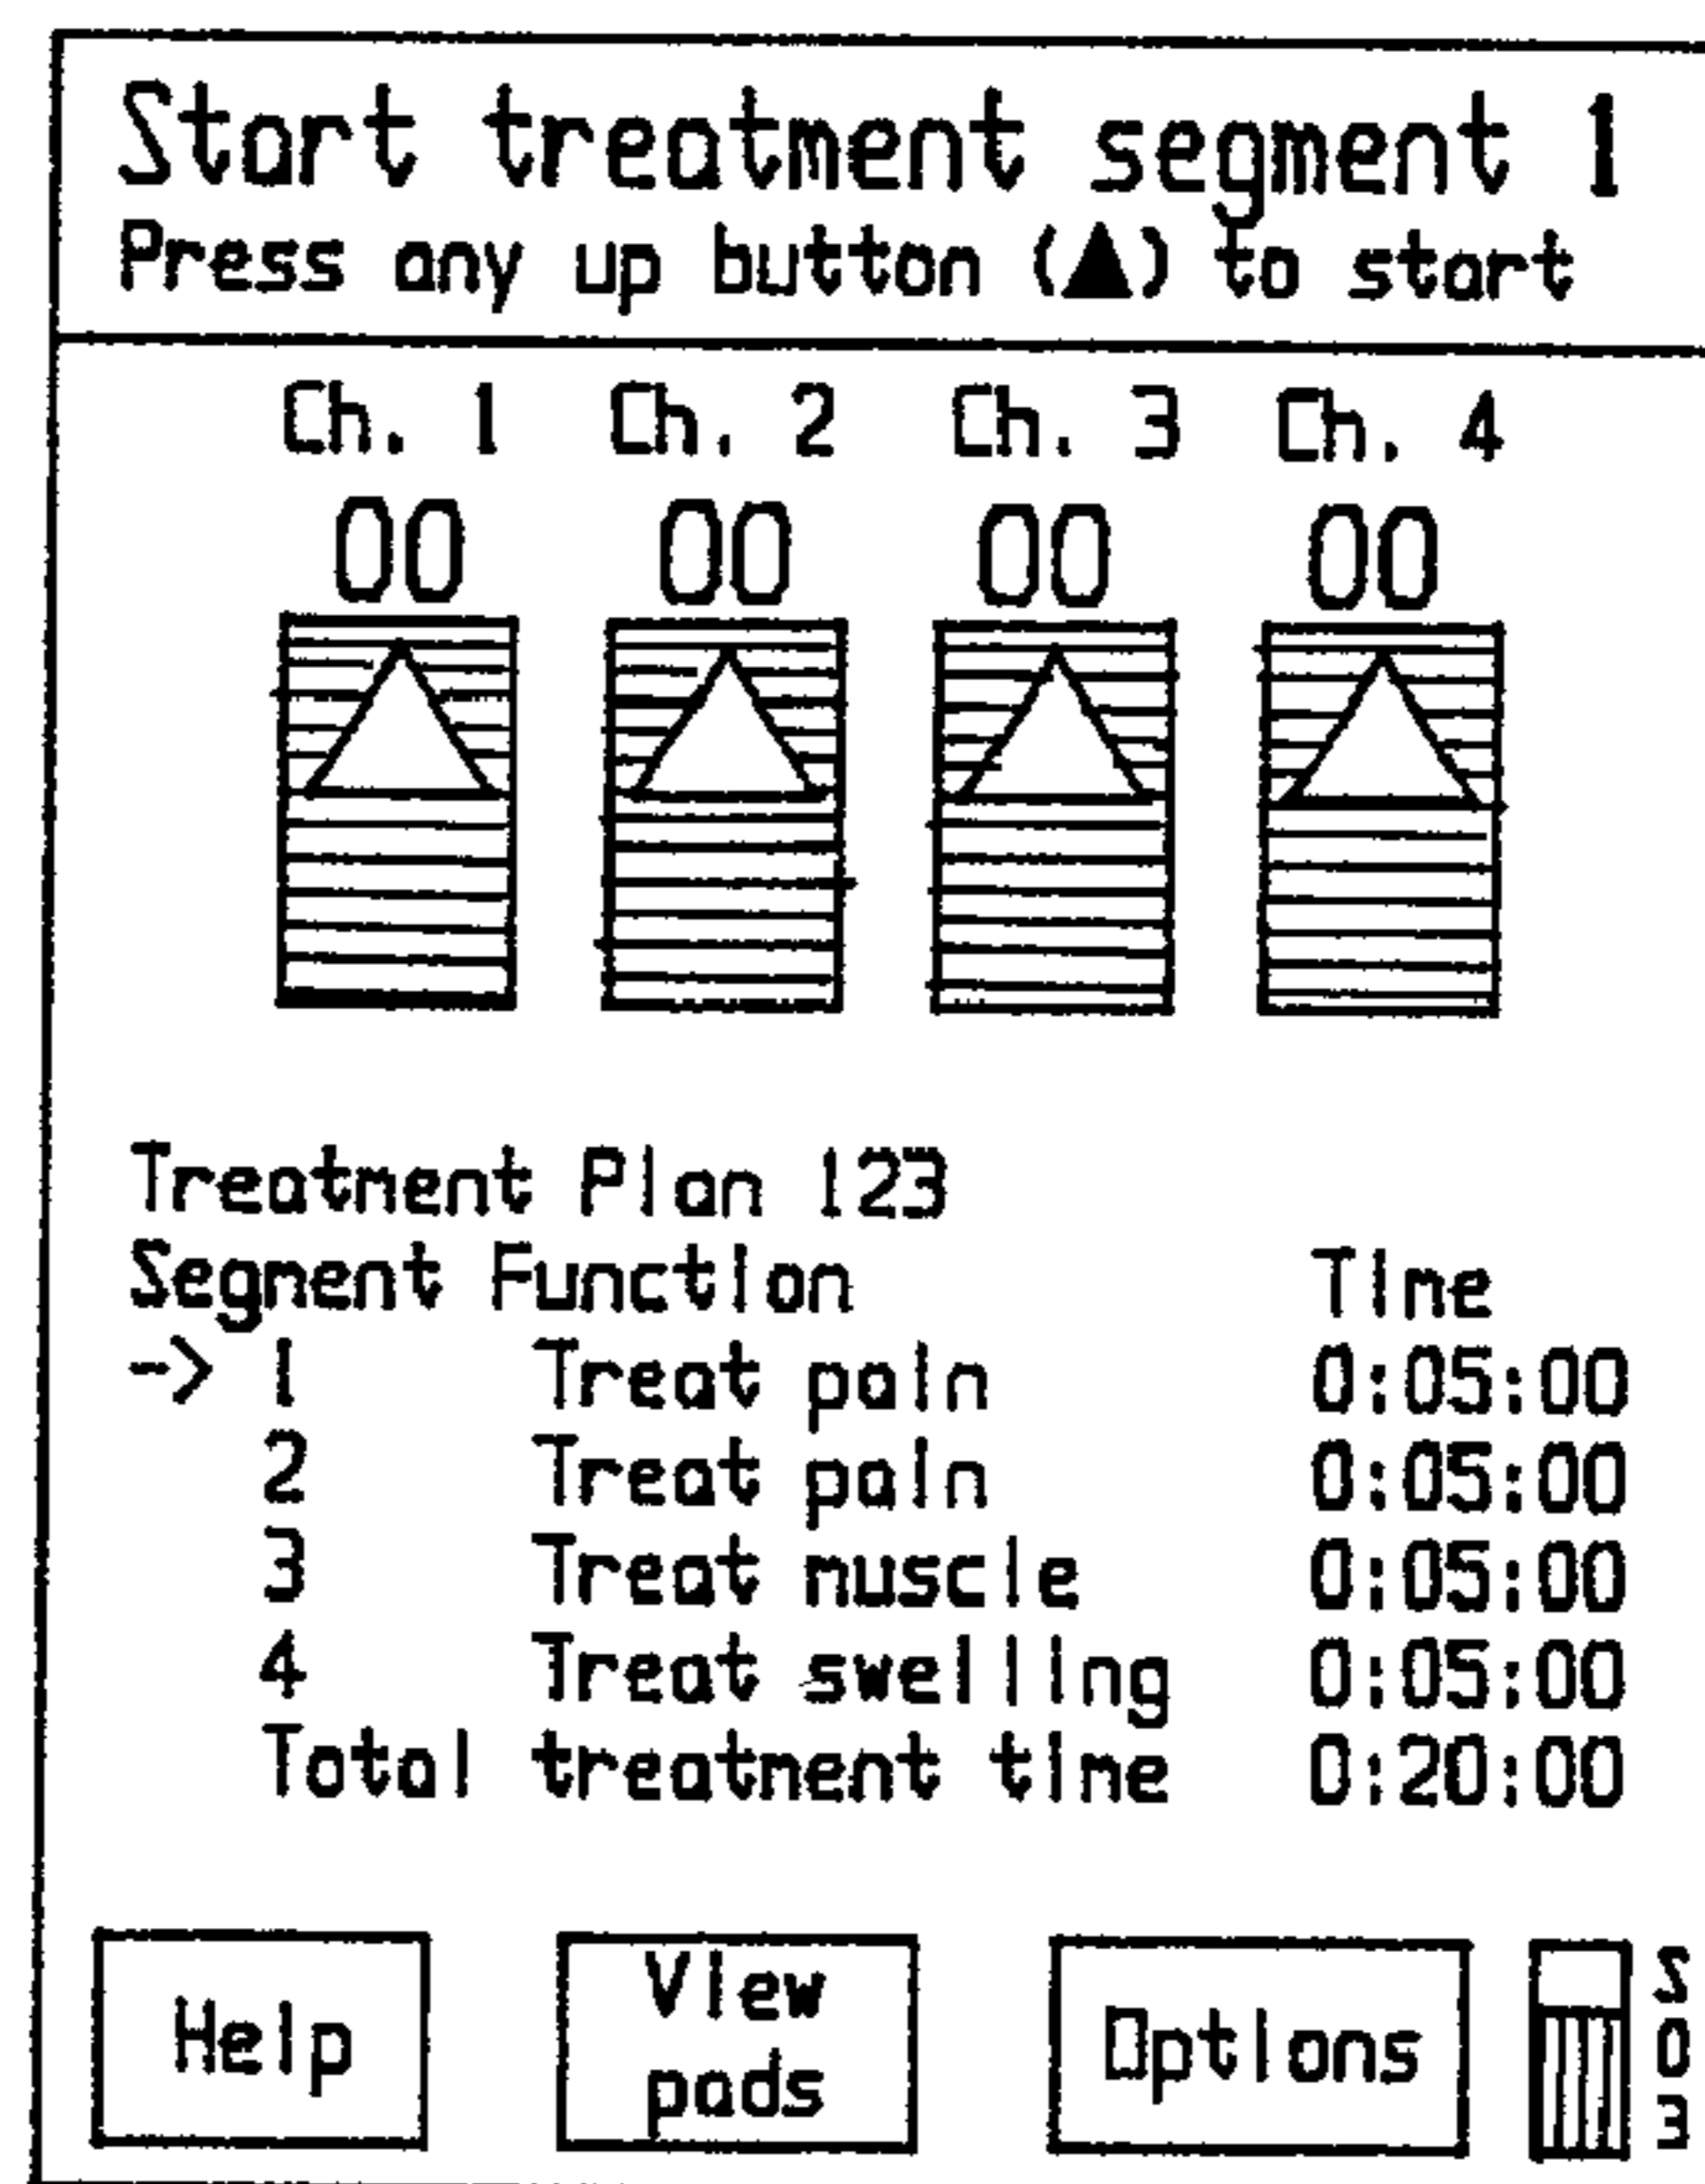 Start treatment segment 1
Press any up button (▲) to start
Ch. 1 Ch. 2 Ch. 3 Ch. 4
00 00 00 00
Treatment Plan 123
Segment Function Time
-> 1 Treat pain 0:05:00
2 Treat pain 0:05:00
3 Treat muscle 0:05:00
4 Treat swelling 0:05:00
Total treatment time 0:20:00
Help
View
pads
Options
S
0
3